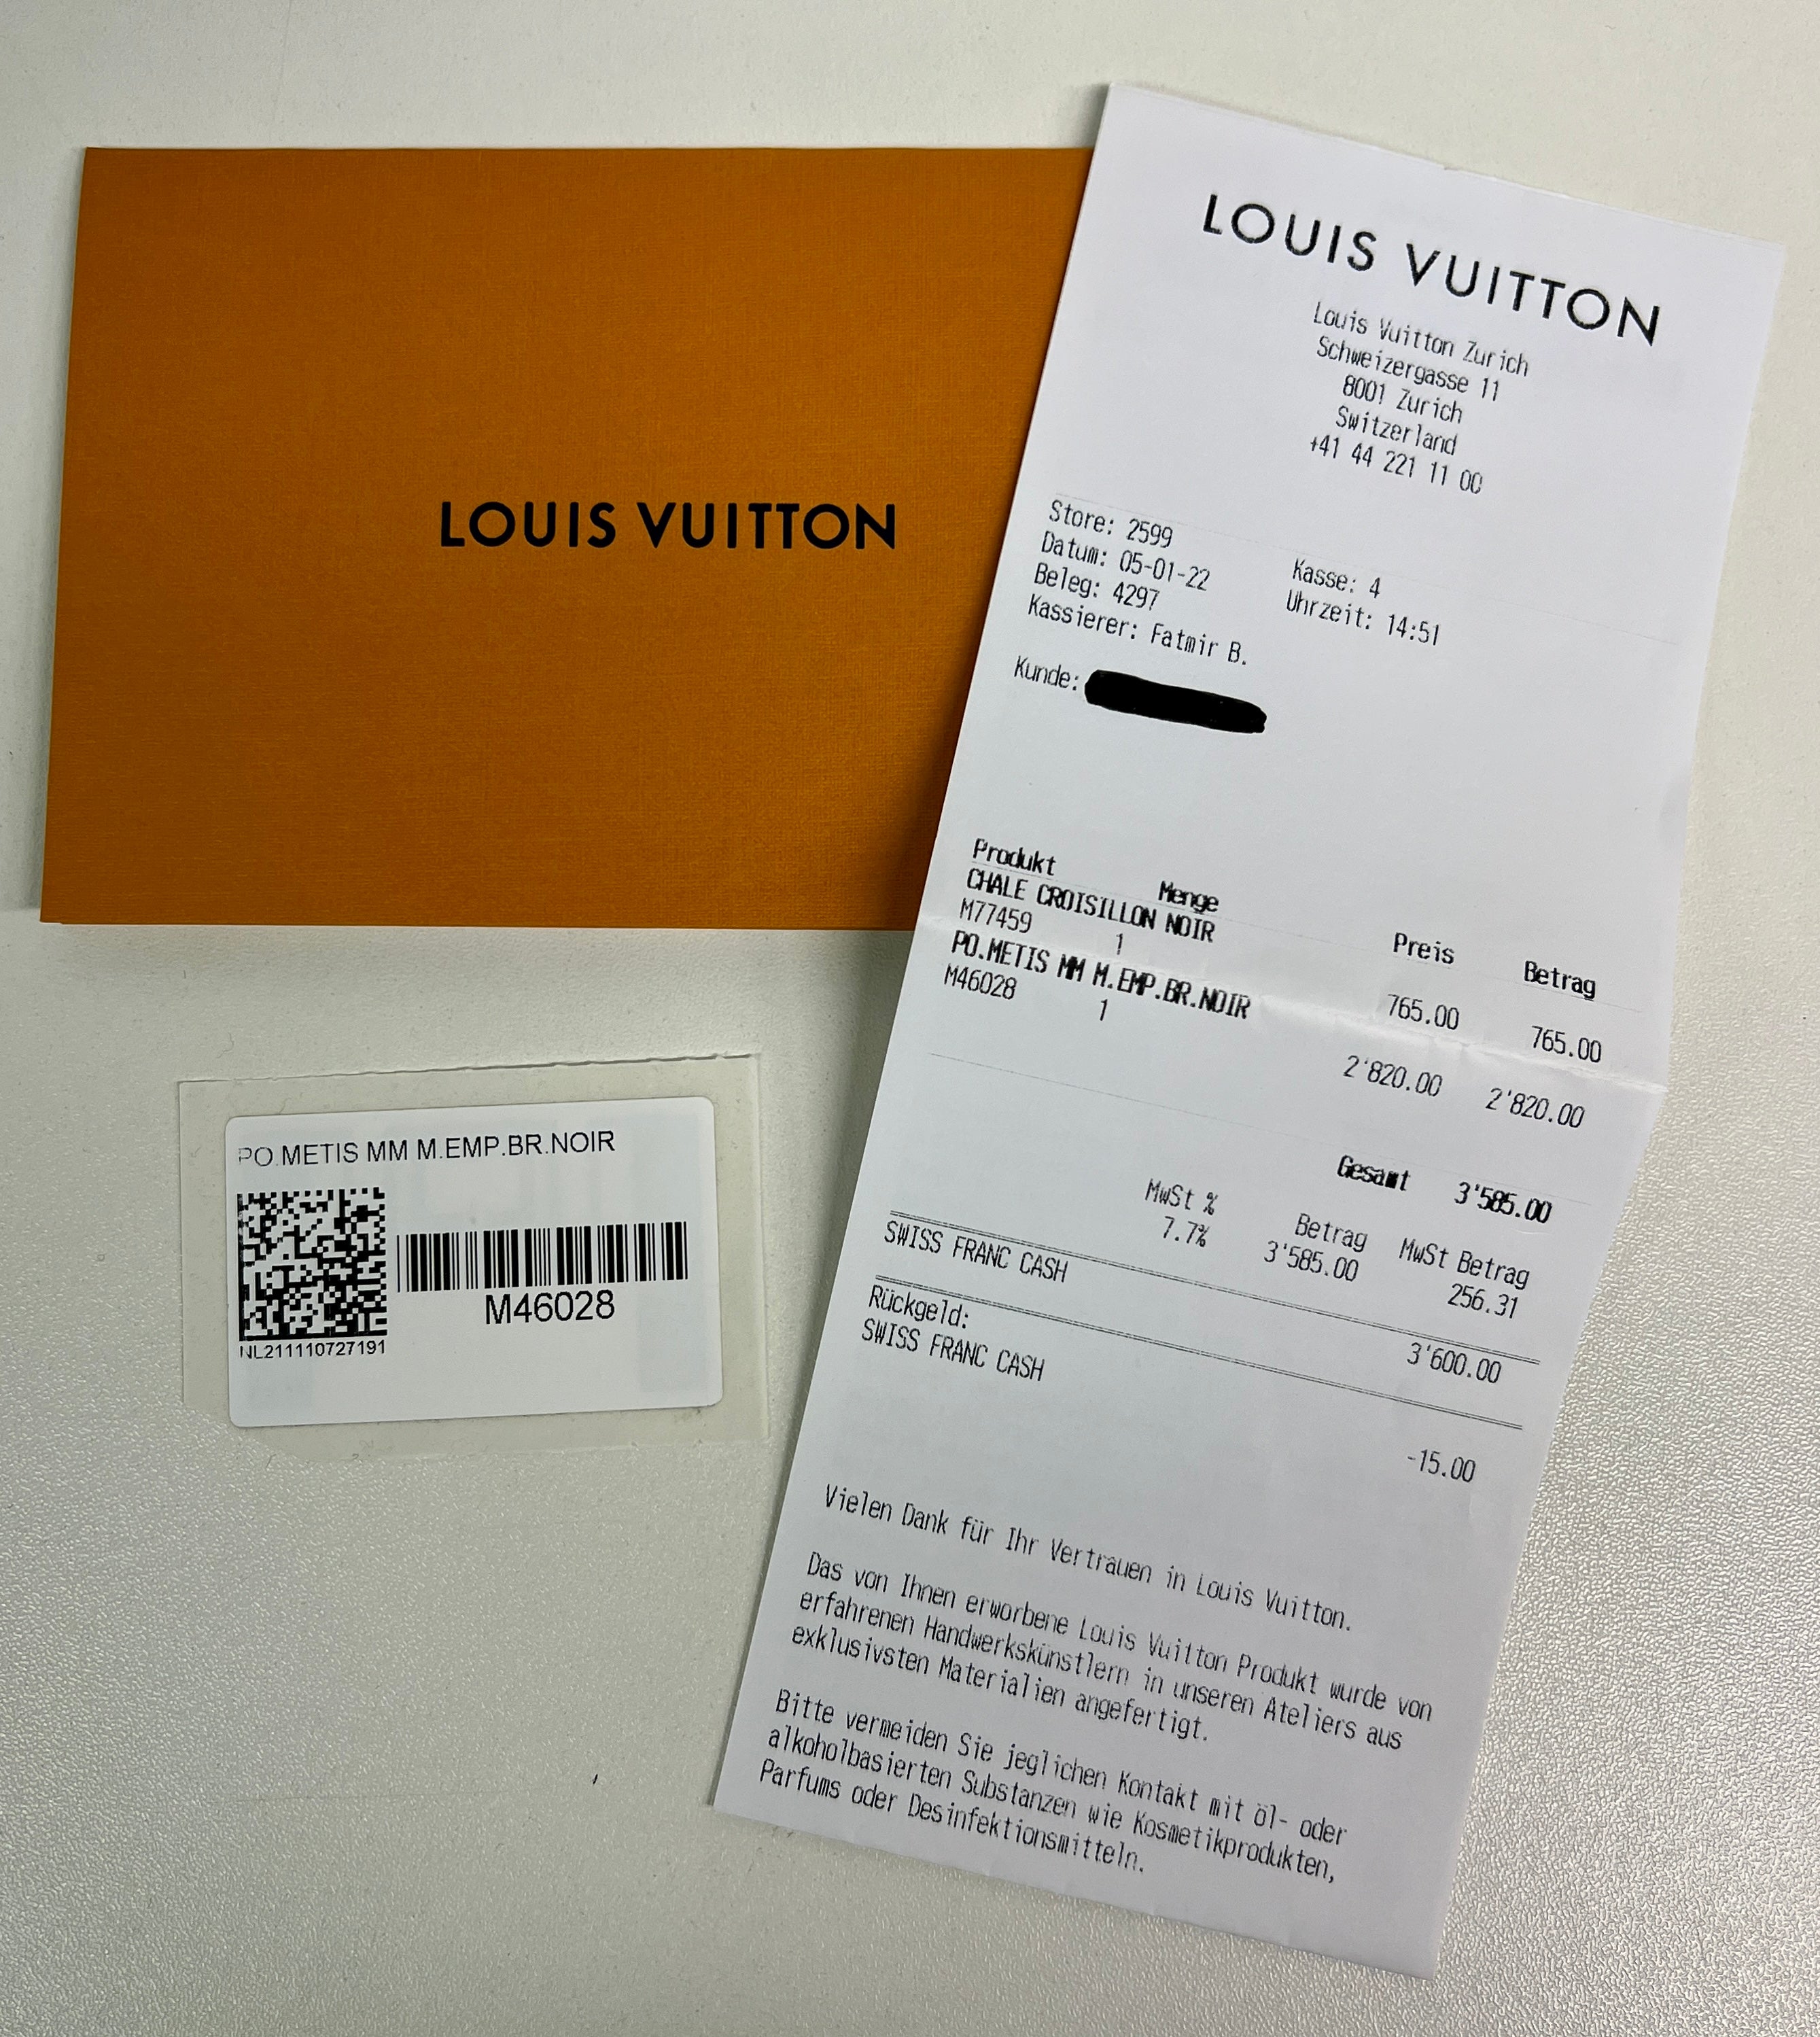 LOUIS VUITTON
LOUIS VUITTON
Louis Vuitton Zurich
Schweizergasse 11
8001 Zurich
Switzerland
+41 44 221 11 00
Store: 2599 Kasse: 4
Datum: 05-01-22 Uhrzeit: 14:51
Beleg: 4297
Kassierer: Fatmir B.
Kunde:
Produkt Menge Preis Betrag
CHALE CROISILLON NOIR
M77459 1 765.00 765.00
PO.METIS MM M.EMP.BR.NOIR
M46028 1 2'820.00 2'820.00
Gesamt 3'585.00
MwSt % Betrag MwSt Betrag
7.7% 3'585.00 256.31
SWISS FRANC CASH 3'600.00
Rückgeld:
SWISS FRANC CASH -15.00
Vielen Dank für Ihr Vertrauen in Louis Vuitton.
Das von Ihnen erworbene Louis Vuitton Produkt wurde von
erfahrenen Handwerkskünstlern in unseren Ateliers aus
exklusivsten Materialien angefertigt.
Bitte vermeiden Sie jeglichen Kontakt mit öl- oder
alkoholbasierten Substanzen wie Kosmetikprodukten,
Parfums oder Desinfektionsmitteln.
PO.METIS MM M.EMP.BR.NOIR
M46028
NL211110727191